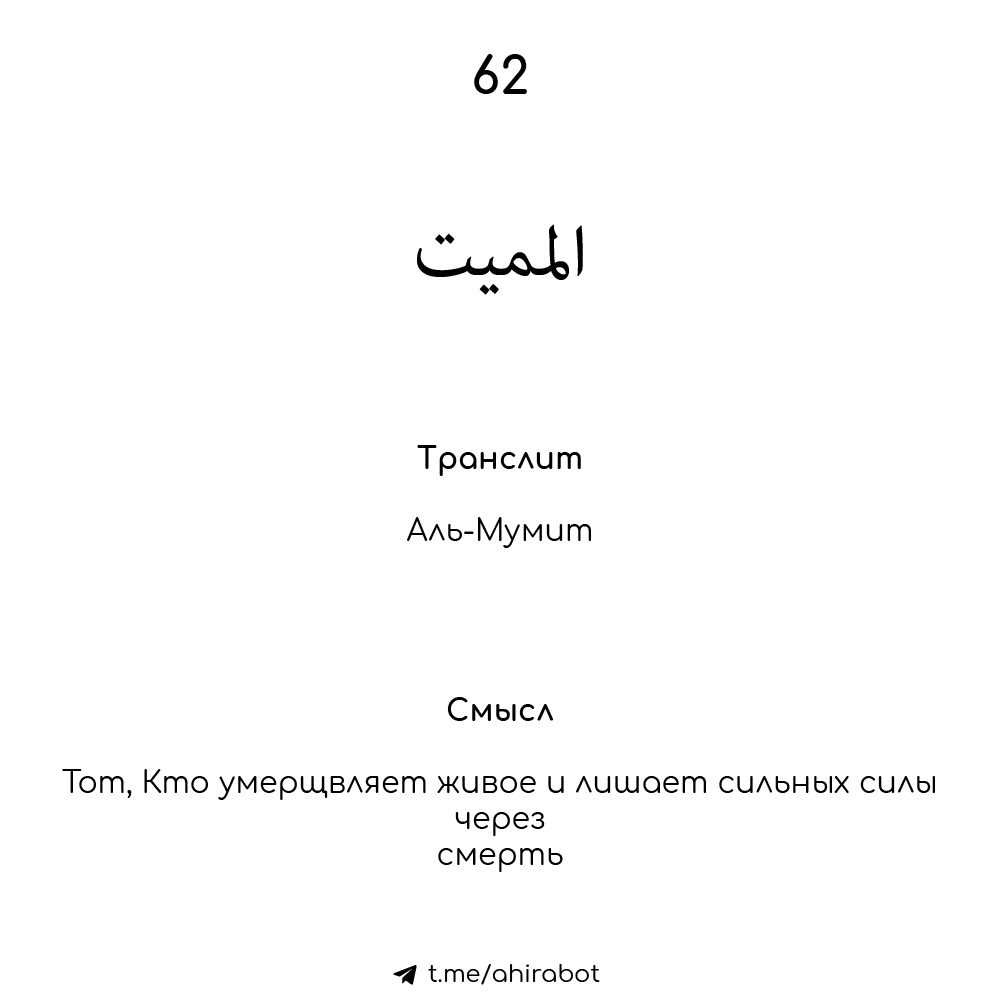 62
المميت
Транслит
Аль-Мумит
Смысл
Тот, Кто умерщвляет живое и лишает сильных силы
через
смерть
t.me/ahirabot